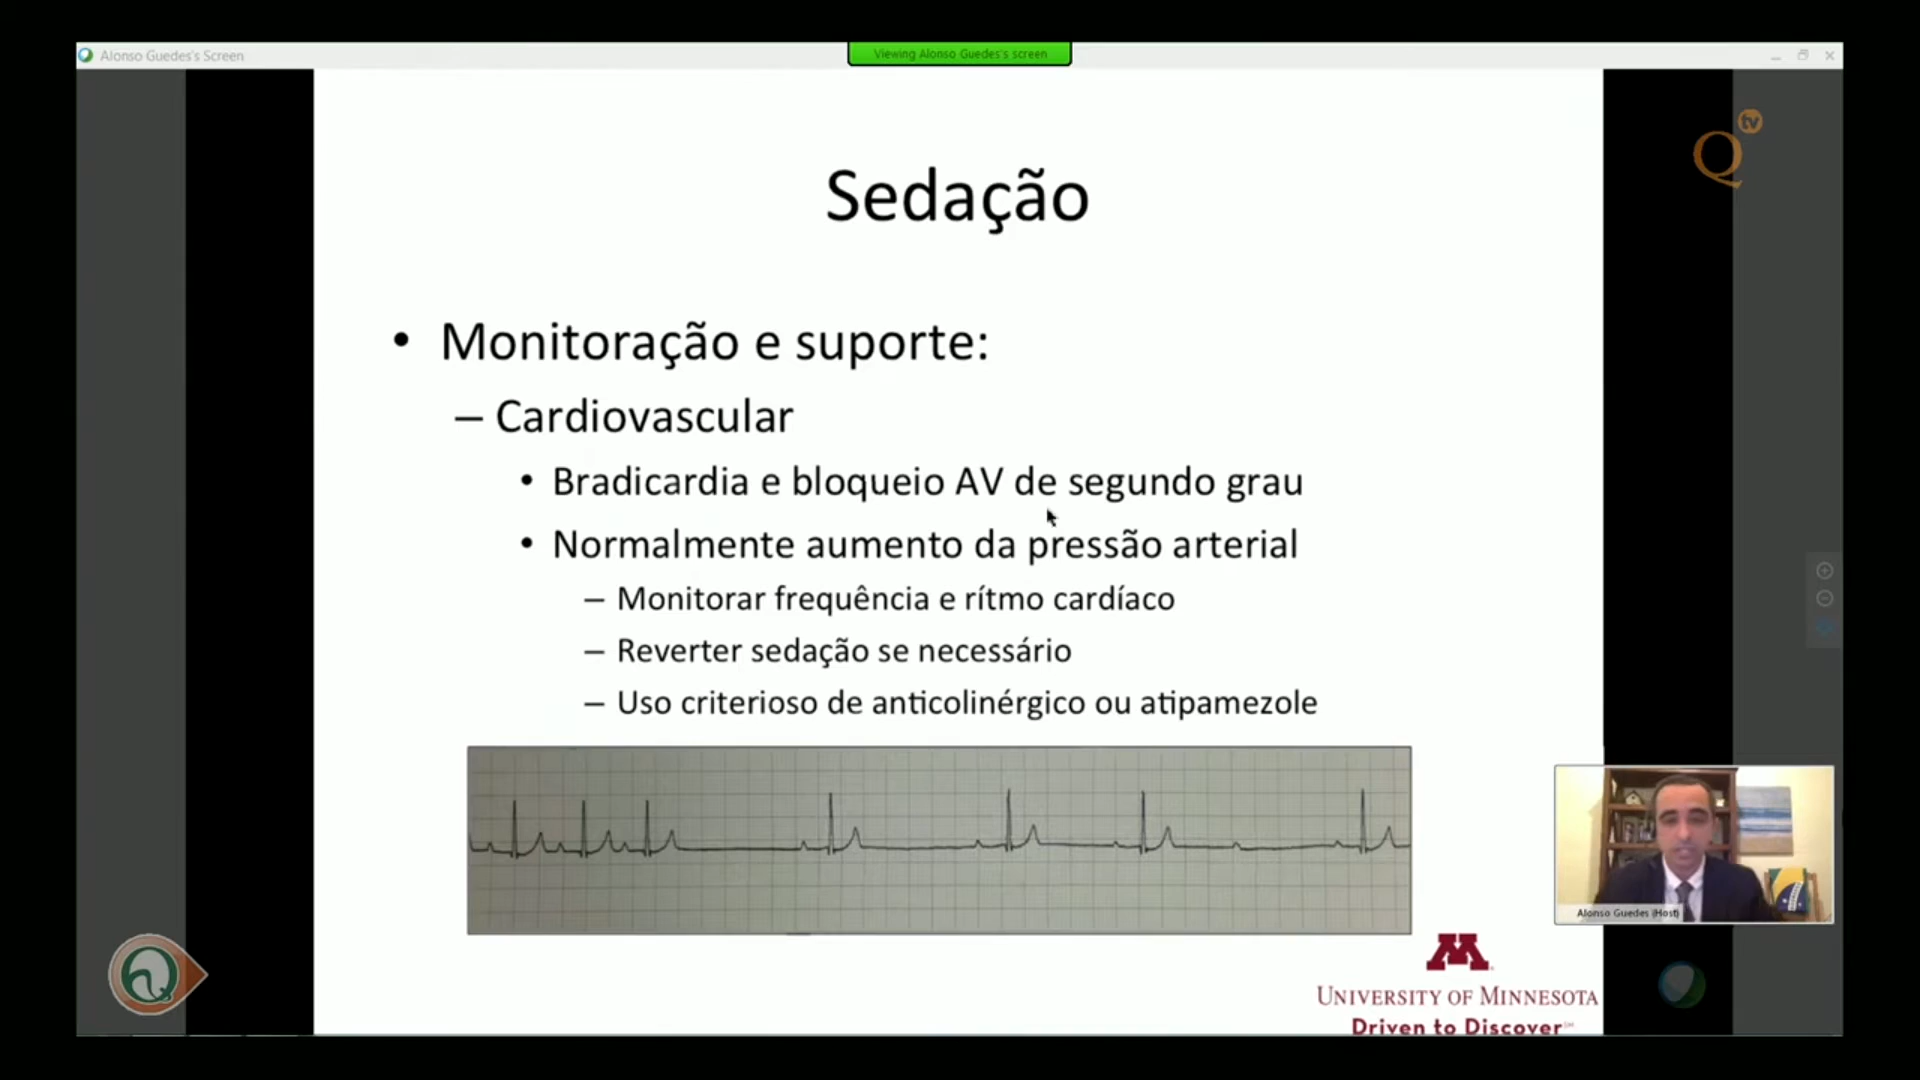 Alonso Guedes's Screen
Viewing Alonso Guedes's screen
Q tv
Sedação
• Monitoração e suporte:
– Cardiovascular
• Bradicardia e bloqueio AV de segundo grau
• Normalmente aumento da pressão arterial
– Monitorar frequência e rítmo cardíaco
– Reverter sedação se necessário
– Uso criterioso de anticolinérgico ou atipamezole
Alonso Guedes (Host)
M
UNIVERSITY OF MINNESOTA
Driven to Discover℠